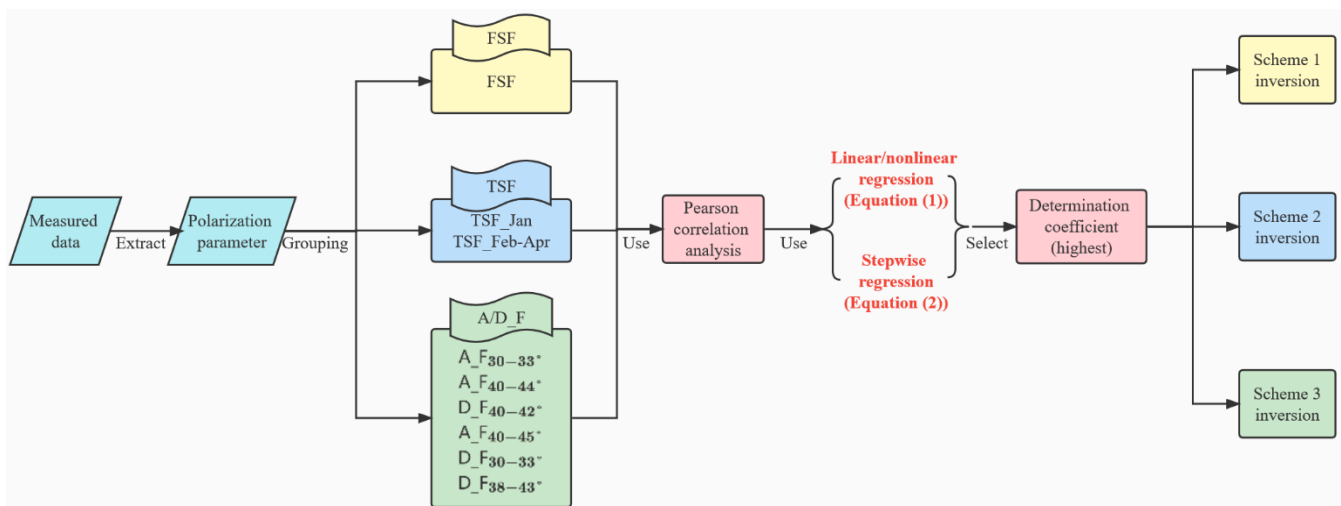 Measured
data
Extract
Polarization
parameter
Grouping
FSF
FSF
TSF
TSF_Jan
TSF_Feb-Apr
A/D_F
A_F30−33°
A_F40−44°
D_F40−42°
A_F40−45°
D_F30−33°
D_F38−43°
Use
Pearson
correlation
analysis
Use
Linear/nonlinear
regression
(Equation (1))
Stepwise
regression
(Equation (2))
Select
Determination
coefficient
(highest)
Scheme 1
inversion
Scheme 2
inversion
Scheme 3
inversion